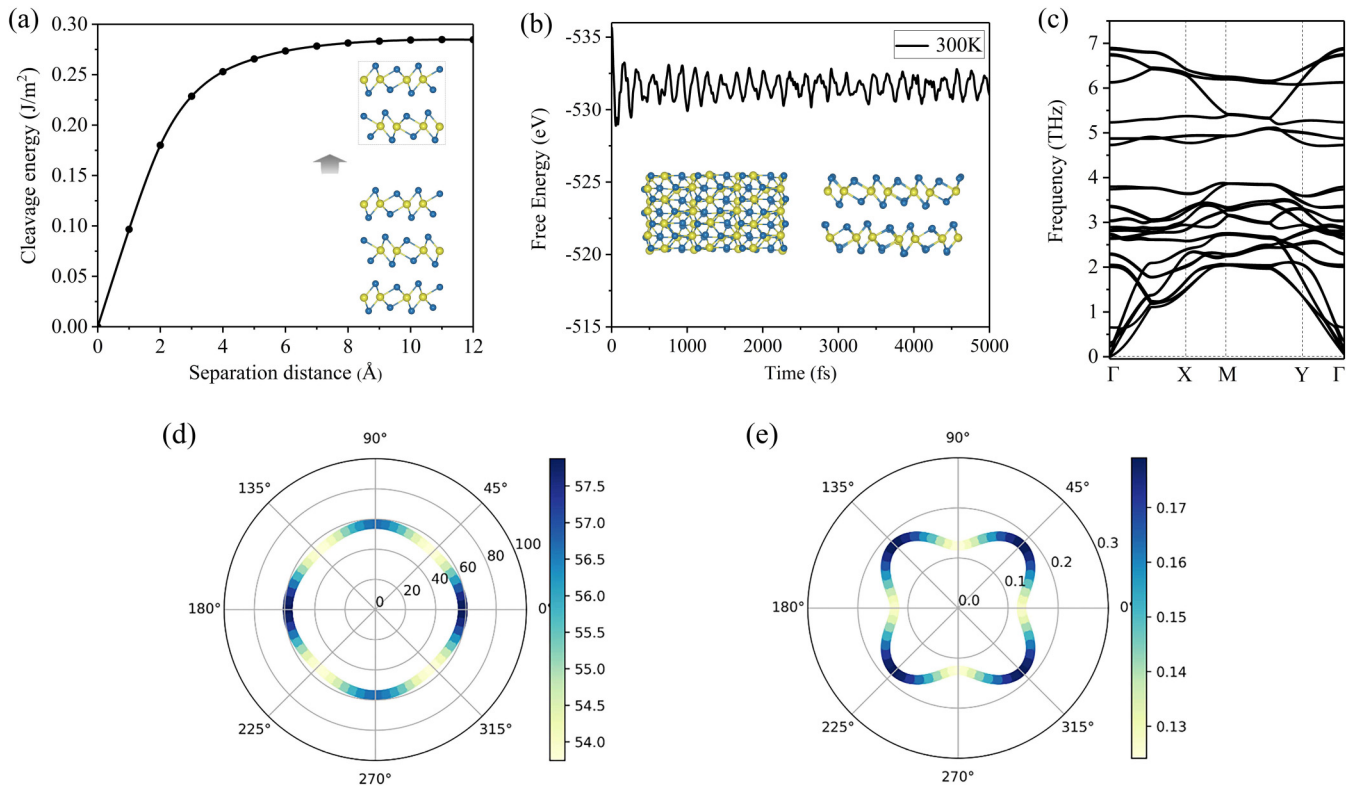 (a)
0.30
0.25
0.20
0.15
0.10
0.05
0.00
Cleavage energy (J/m²)
0 2 4 6 8 10 12
Separation distance (Å)
(b)
-535
-530
-525
-520
-515
Free Energy (eV)
300K
0 1000 2000 3000 4000 5000
Time (fs)
(c)
7
6
5
4
3
2
1
0
Frequency (THz)
Γ X M Y Γ
(d)
90°
135° 45°
180° 0°
225° 315°
270°
0 20 40 60 80 100
57.5
57.0
56.5
56.0
55.5
55.0
54.5
54.0
(e)
90°
135° 45°
180° 0°
225° 315°
270°
0.0 0.1 0.2 0.3
0.17
0.16
0.15
0.14
0.13